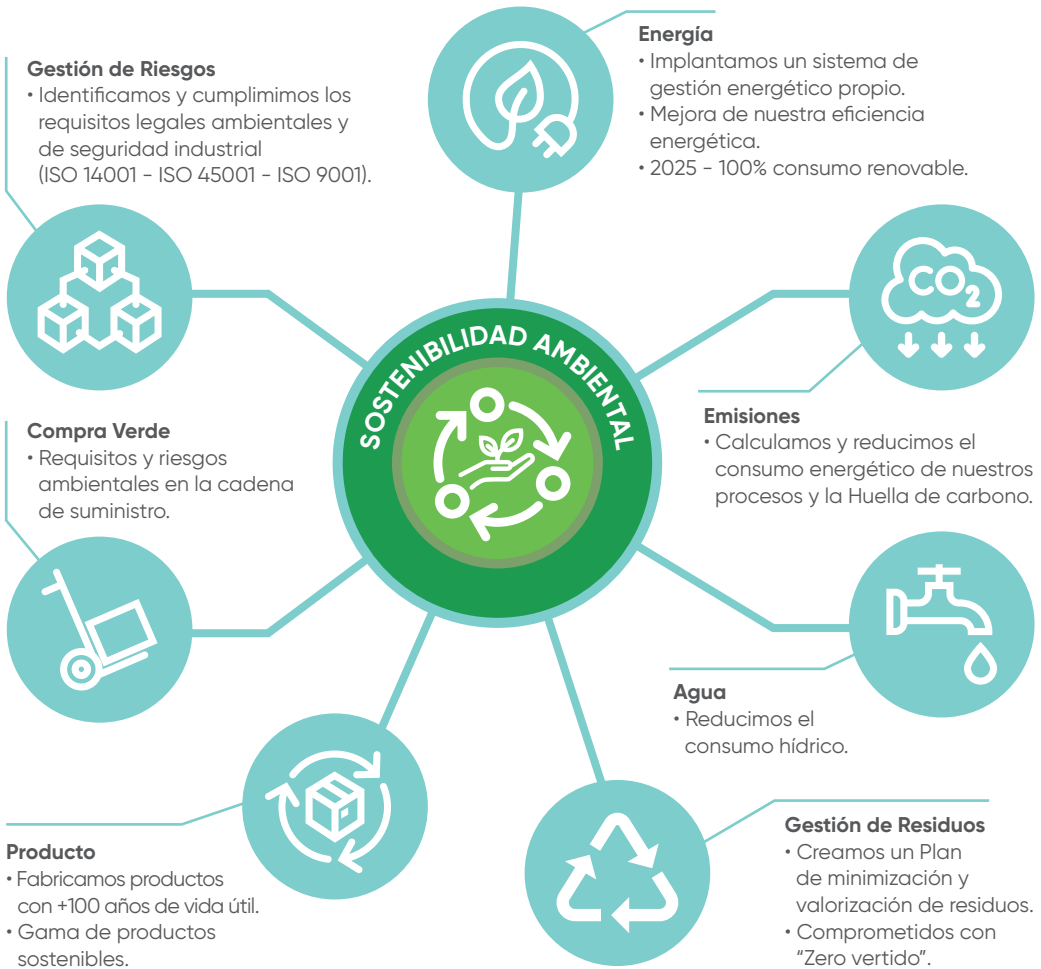 Gestión de Riesgos
• Identificamos y cumplimimos los
requisitos legales ambientales y
de seguridad industrial
(ISO 14001 - ISO 45001 - ISO 9001).
Energía
• Implantamos un sistema de
gestión energético propio.
• Mejora de nuestra eficiencia
energética.
• 2025 - 100% consumo renovable.
CO2
SOSTENIBILIDAD AMBIENTAL
Compra Verde
• Requisitos y riesgos
ambientales en la cadena
de suministro.
Emisiones
• Calculamos y reducimos el
consumo energético de nuestros
procesos y la Huella de carbono.
Agua
• Reducimos el
consumo hídrico.
Producto
• Fabricamos productos
con +100 años de vida útil.
• Gama de productos
sostenibles.
Gestión de Residuos
• Creamos un Plan
de minimización y
valorización de residuos.
• Comprometidos con
“Zero vertido”.